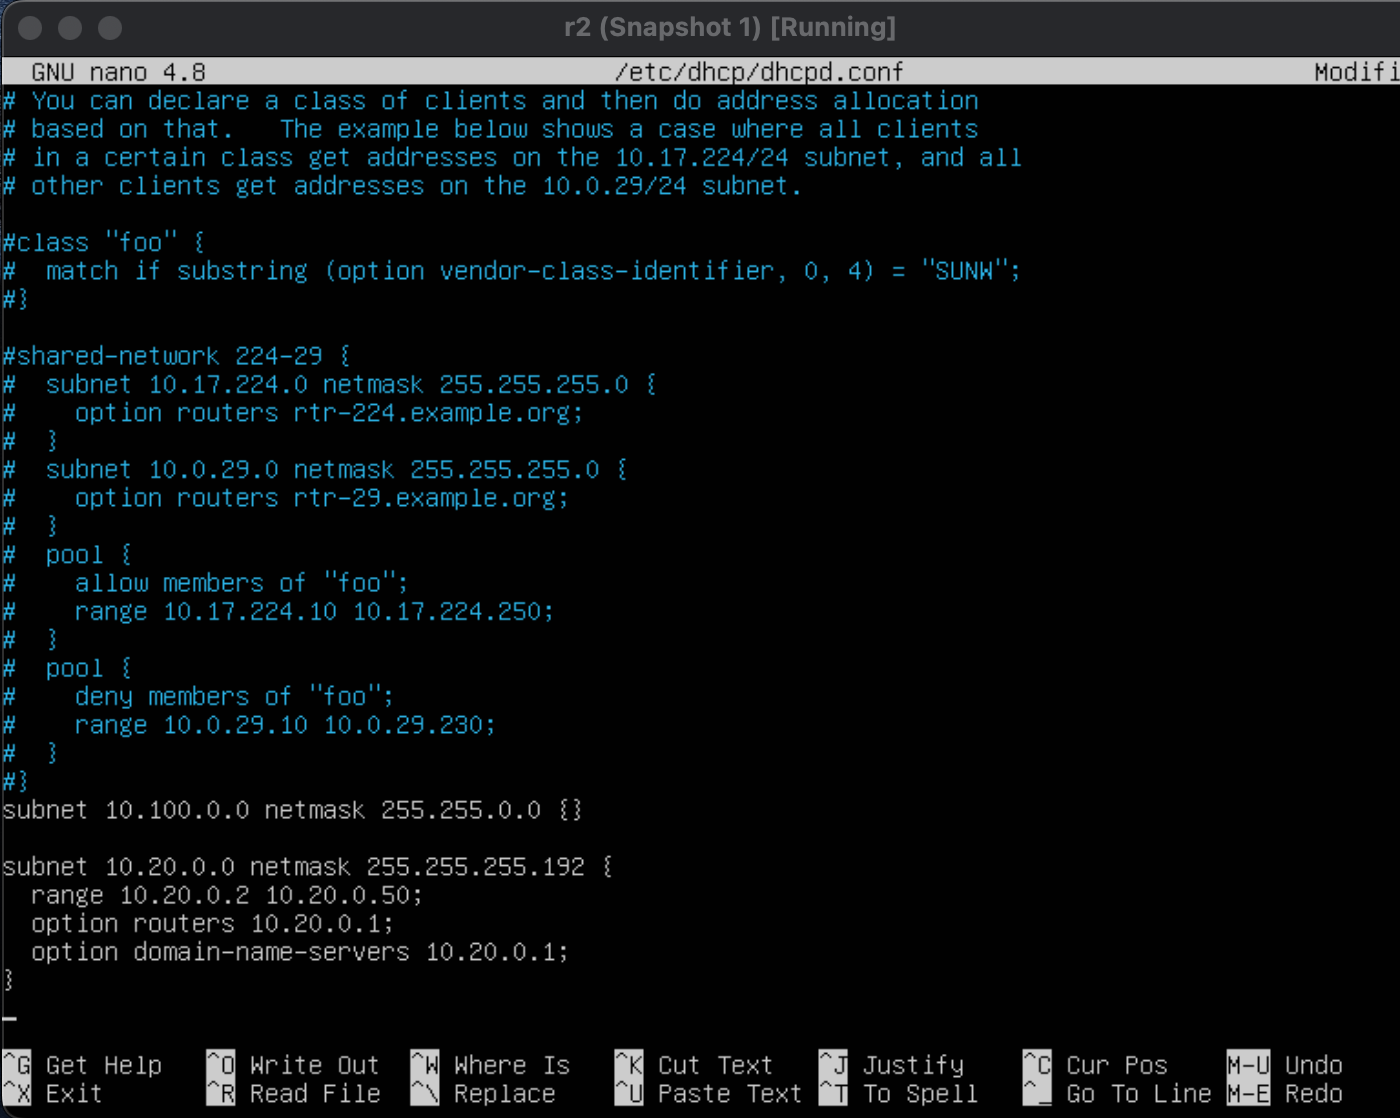 r2 (Snapshot 1) [Running]
GNU nano 4.8 /etc/dhcp/dhcpd.conf Modifi
# You can declare a class of clients and then do address allocation
# based on that.   The example below shows a case where all clients
# in a certain class get addresses on the 10.17.224/24 subnet, and all
# other clients get addresses on the 10.0.29/24 subnet.

#class "foo" {
#  match if substring (option vendor-class-identifier, 0, 4) = "SUNW";
#}

#shared-network 224-29 {
#  subnet 10.17.224.0 netmask 255.255.255.0 {
#    option routers rtr-224.example.org;
#  }
#  subnet 10.0.29.0 netmask 255.255.255.0 {
#    option routers rtr-29.example.org;
#  }
#  pool {
#    allow members of "foo";
#    range 10.17.224.10 10.17.224.250;
#  }
#  pool {
#    deny members of "foo";
#    range 10.0.29.10 10.0.29.230;
#  }
#}
subnet 10.100.0.0 netmask 255.255.0.0 {}

subnet 10.20.0.0 netmask 255.255.255.192 {
  range 10.20.0.2 10.20.0.50;
  option routers 10.20.0.1;
  option domain-name-servers 10.20.0.1;
}

^G Get Help ^O Write Out ^W Where Is ^K Cut Text ^J Justify ^C Cur Pos M-U Undo
^X Exit ^R Read File ^\ Replace ^U Paste Text ^T To Spell ^_ Go To Line M-E Redo